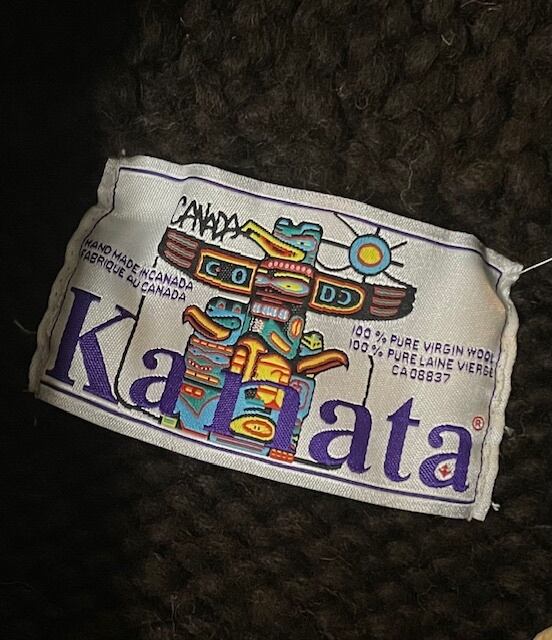 CANADA
HAND MADE IN CANADA
FABRIQUE AU CANADA
100% PURE VIRGIN WOOL
100% PURE LAINE VIERGE
CA08837
Kanata®